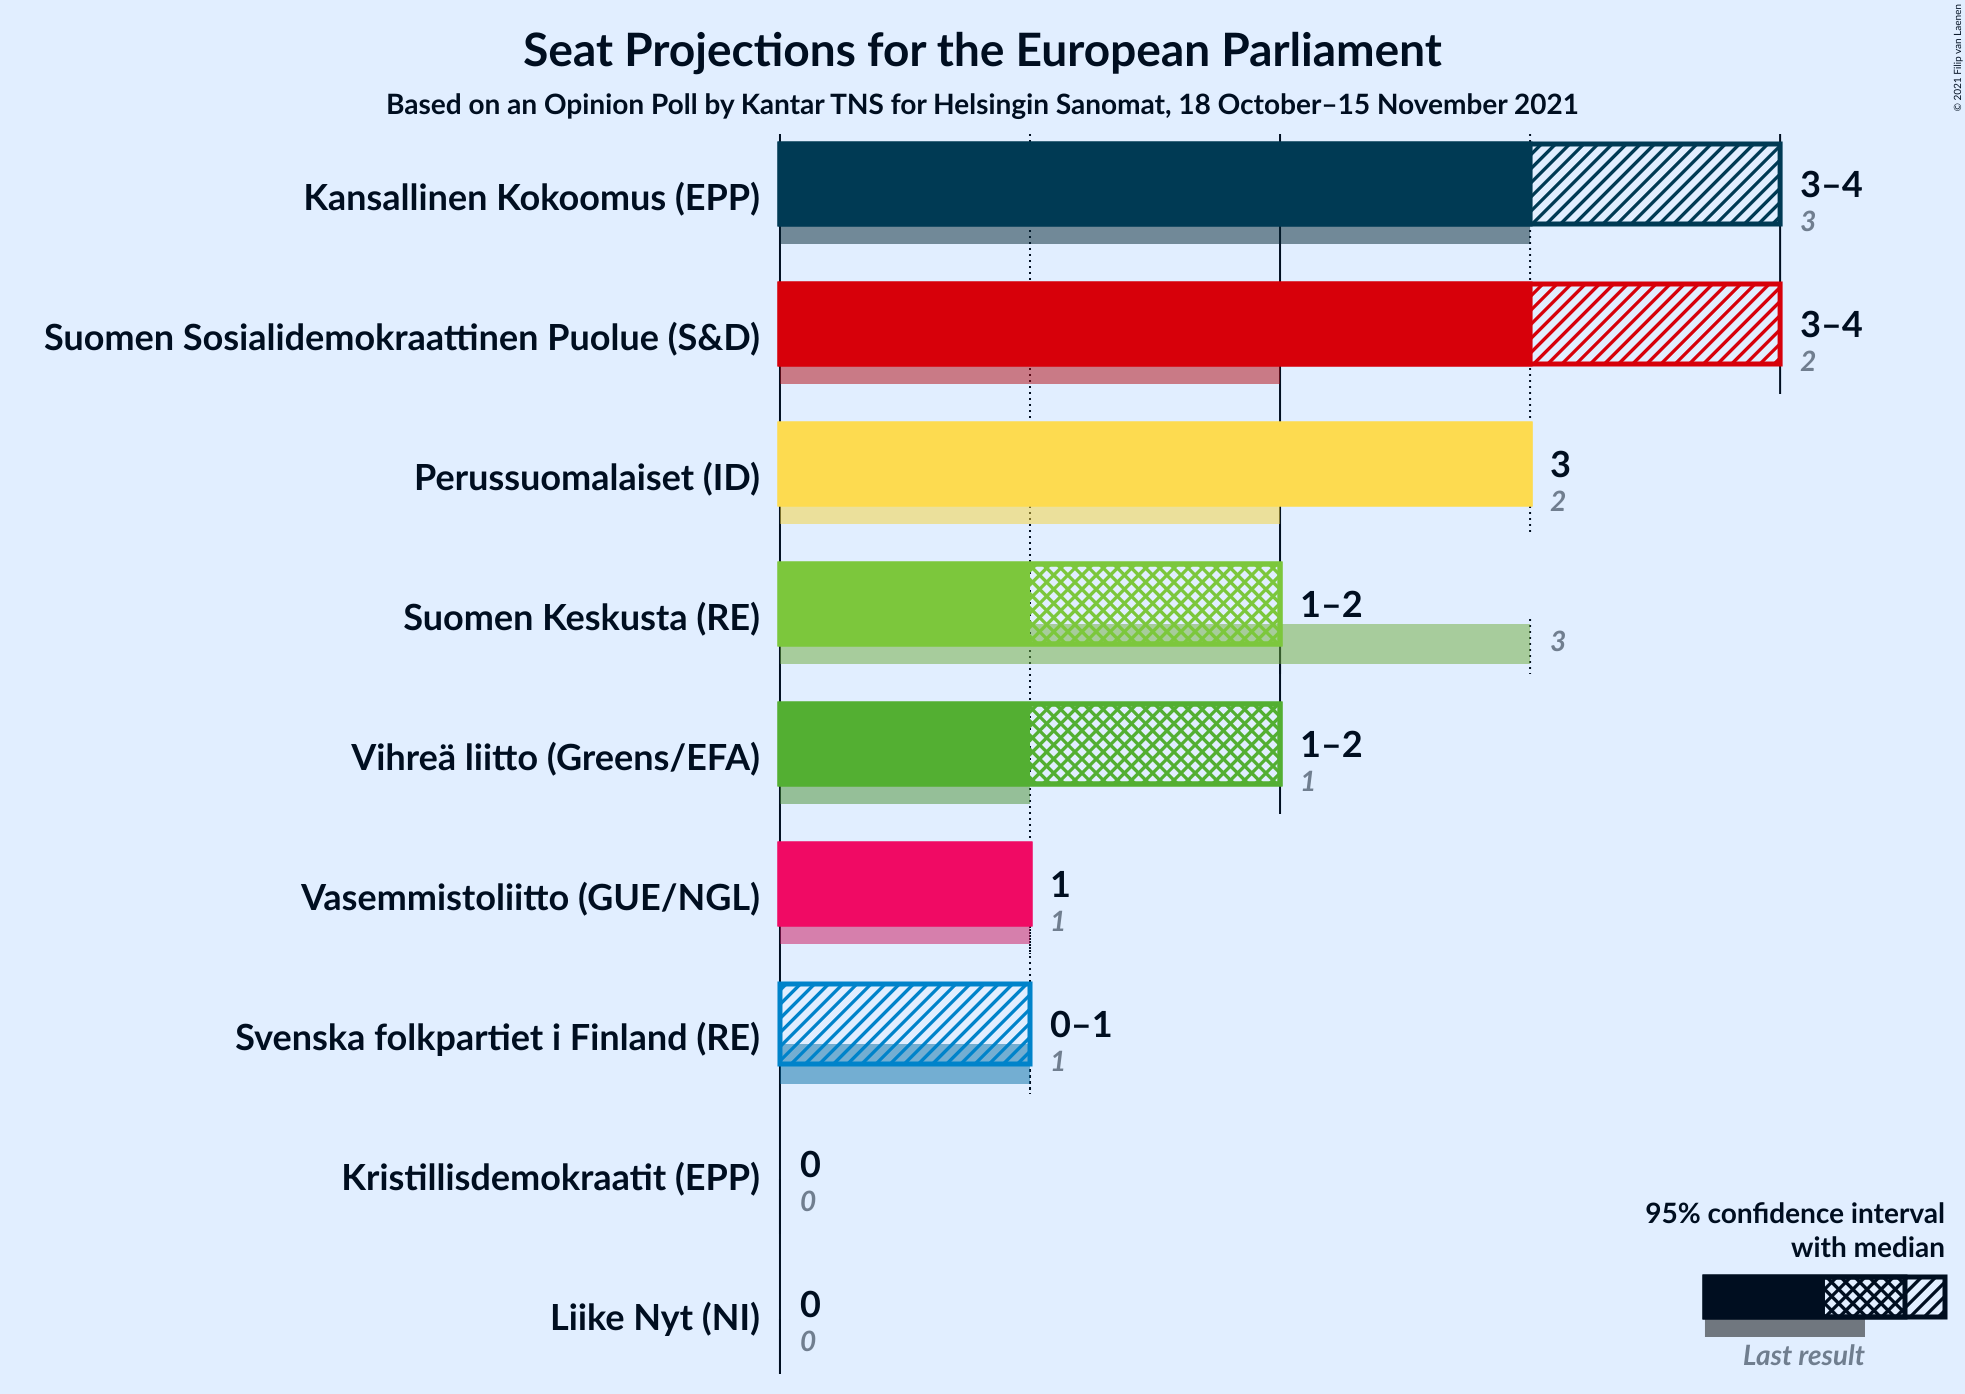 Seat Projections for the European Parliament
Based on an Opinion Poll by Kantar TNS for Helsingin Sanomat, 18 October–15 November 2021
© 2021 Filip van Laenen
Kansallinen Kokoomus (EPP)
3–4
3
Suomen Sosialidemokraattinen Puolue (S&D)
3–4
2
Perussuomalaiset (ID)
3
2
Suomen Keskusta (RE)
1–2
3
Vihreä liitto (Greens/EFA)
1–2
1
Vasemmistoliitto (GUE/NGL)
1
1
Svenska folkpartiet i Finland (RE)
0–1
1
Kristillisdemokraatit (EPP)
0
0
Liike Nyt (NI)
0
0
95% confidence interval
with median
Last result